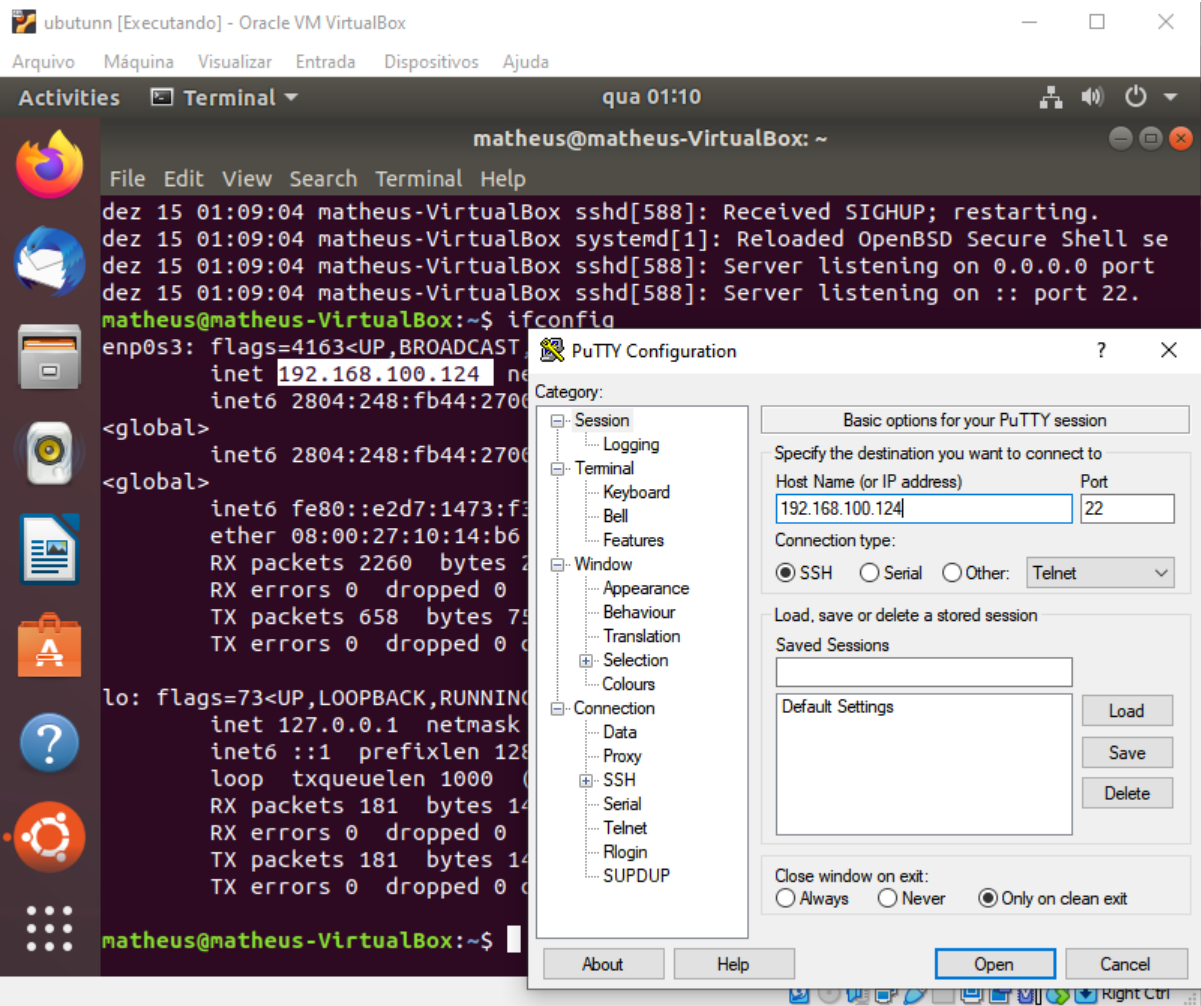 ubutunn [Executando] - Oracle VM VirtualBox
Arquivo Máquina Visualizar Entrada Dispositivos Ajuda
Activities Terminal qua 01:10
matheus@matheus-VirtualBox: ~
File Edit View Search Terminal Help
dez 15 01:09:04 matheus-VirtualBox sshd[588]: Received SIGHUP; restarting.
dez 15 01:09:04 matheus-VirtualBox systemd[1]: Reloaded OpenBSD Secure Shell se
dez 15 01:09:04 matheus-VirtualBox sshd[588]: Server listening on 0.0.0.0 port
dez 15 01:09:04 matheus-VirtualBox sshd[588]: Server listening on :: port 22.
matheus@matheus-VirtualBox:~$ ifconfig
enp0s3: flags=4163<UP,BROADCAST,
inet 192.168.100.124 ne
inet6 2804:248:fb44:2700
<global>
inet6 2804:248:fb44:2700
<global>
inet6 fe80::e2d7:1473:f3
ether 08:00:27:10:14:b6
RX packets 2260 bytes 2
RX errors 0 dropped 0
TX packets 658 bytes 75
TX errors 0 dropped 0 o
lo: flags=73<UP,LOOPBACK,RUNNING
inet 127.0.0.1 netmask
inet6 ::1 prefixlen 128
loop txqueuelen 1000 (
RX packets 181 bytes 14
RX errors 0 dropped 0
TX packets 181 bytes 14
TX errors 0 dropped 0 o
matheus@matheus-VirtualBox:~$
PuTTY Configuration
? ×
Category:
Session
Logging
Terminal
Keyboard
Bell
Features
Window
Appearance
Behaviour
Translation
Selection
Colours
Connection
Data
Proxy
SSH
Serial
Telnet
Rlogin
SUPDUP
Basic options for your PuTTY session
Specify the destination you want to connect to
Host Name (or IP address) Port
192.168.100.124 22
Connection type:
SSH Serial Other: Telnet
Load, save or delete a stored session
Saved Sessions
Default Settings
Load
Save
Delete
Close window on exit:
Always Never Only on clean exit
About Help Open Cancel
Right Ctrl